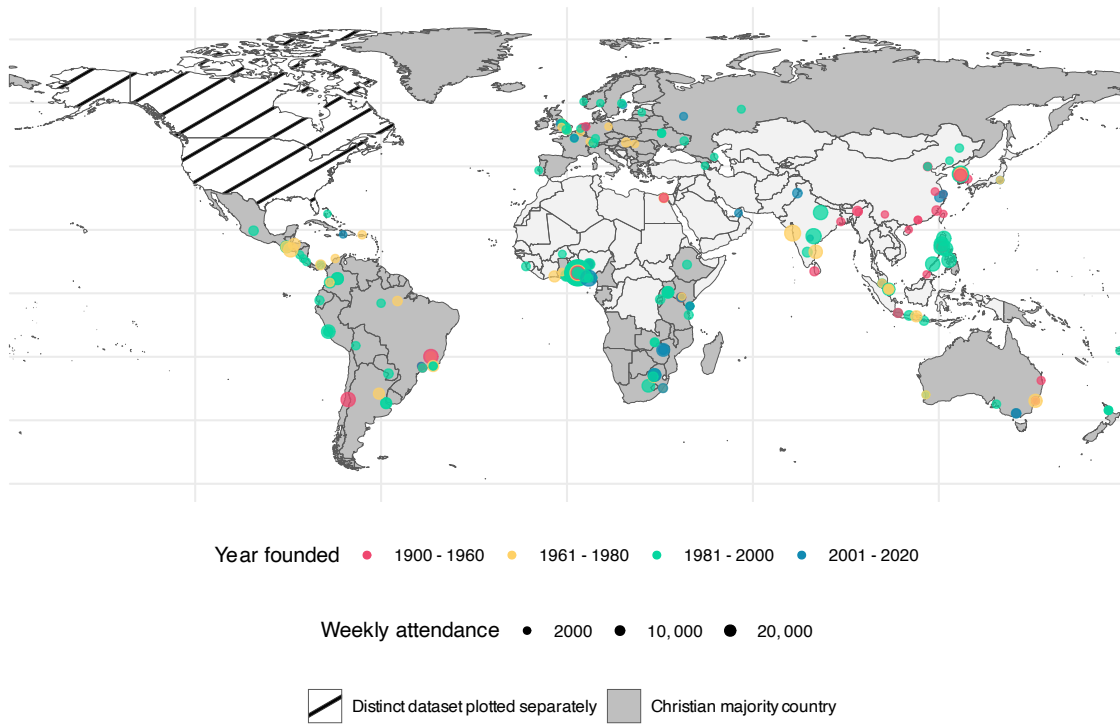 Year founded 1900 - 1960 1961 - 1980 1981 - 2000 2001 - 2020
Weekly attendance 2000 10,000 20,000
Distinct dataset plotted separately Christian majority country